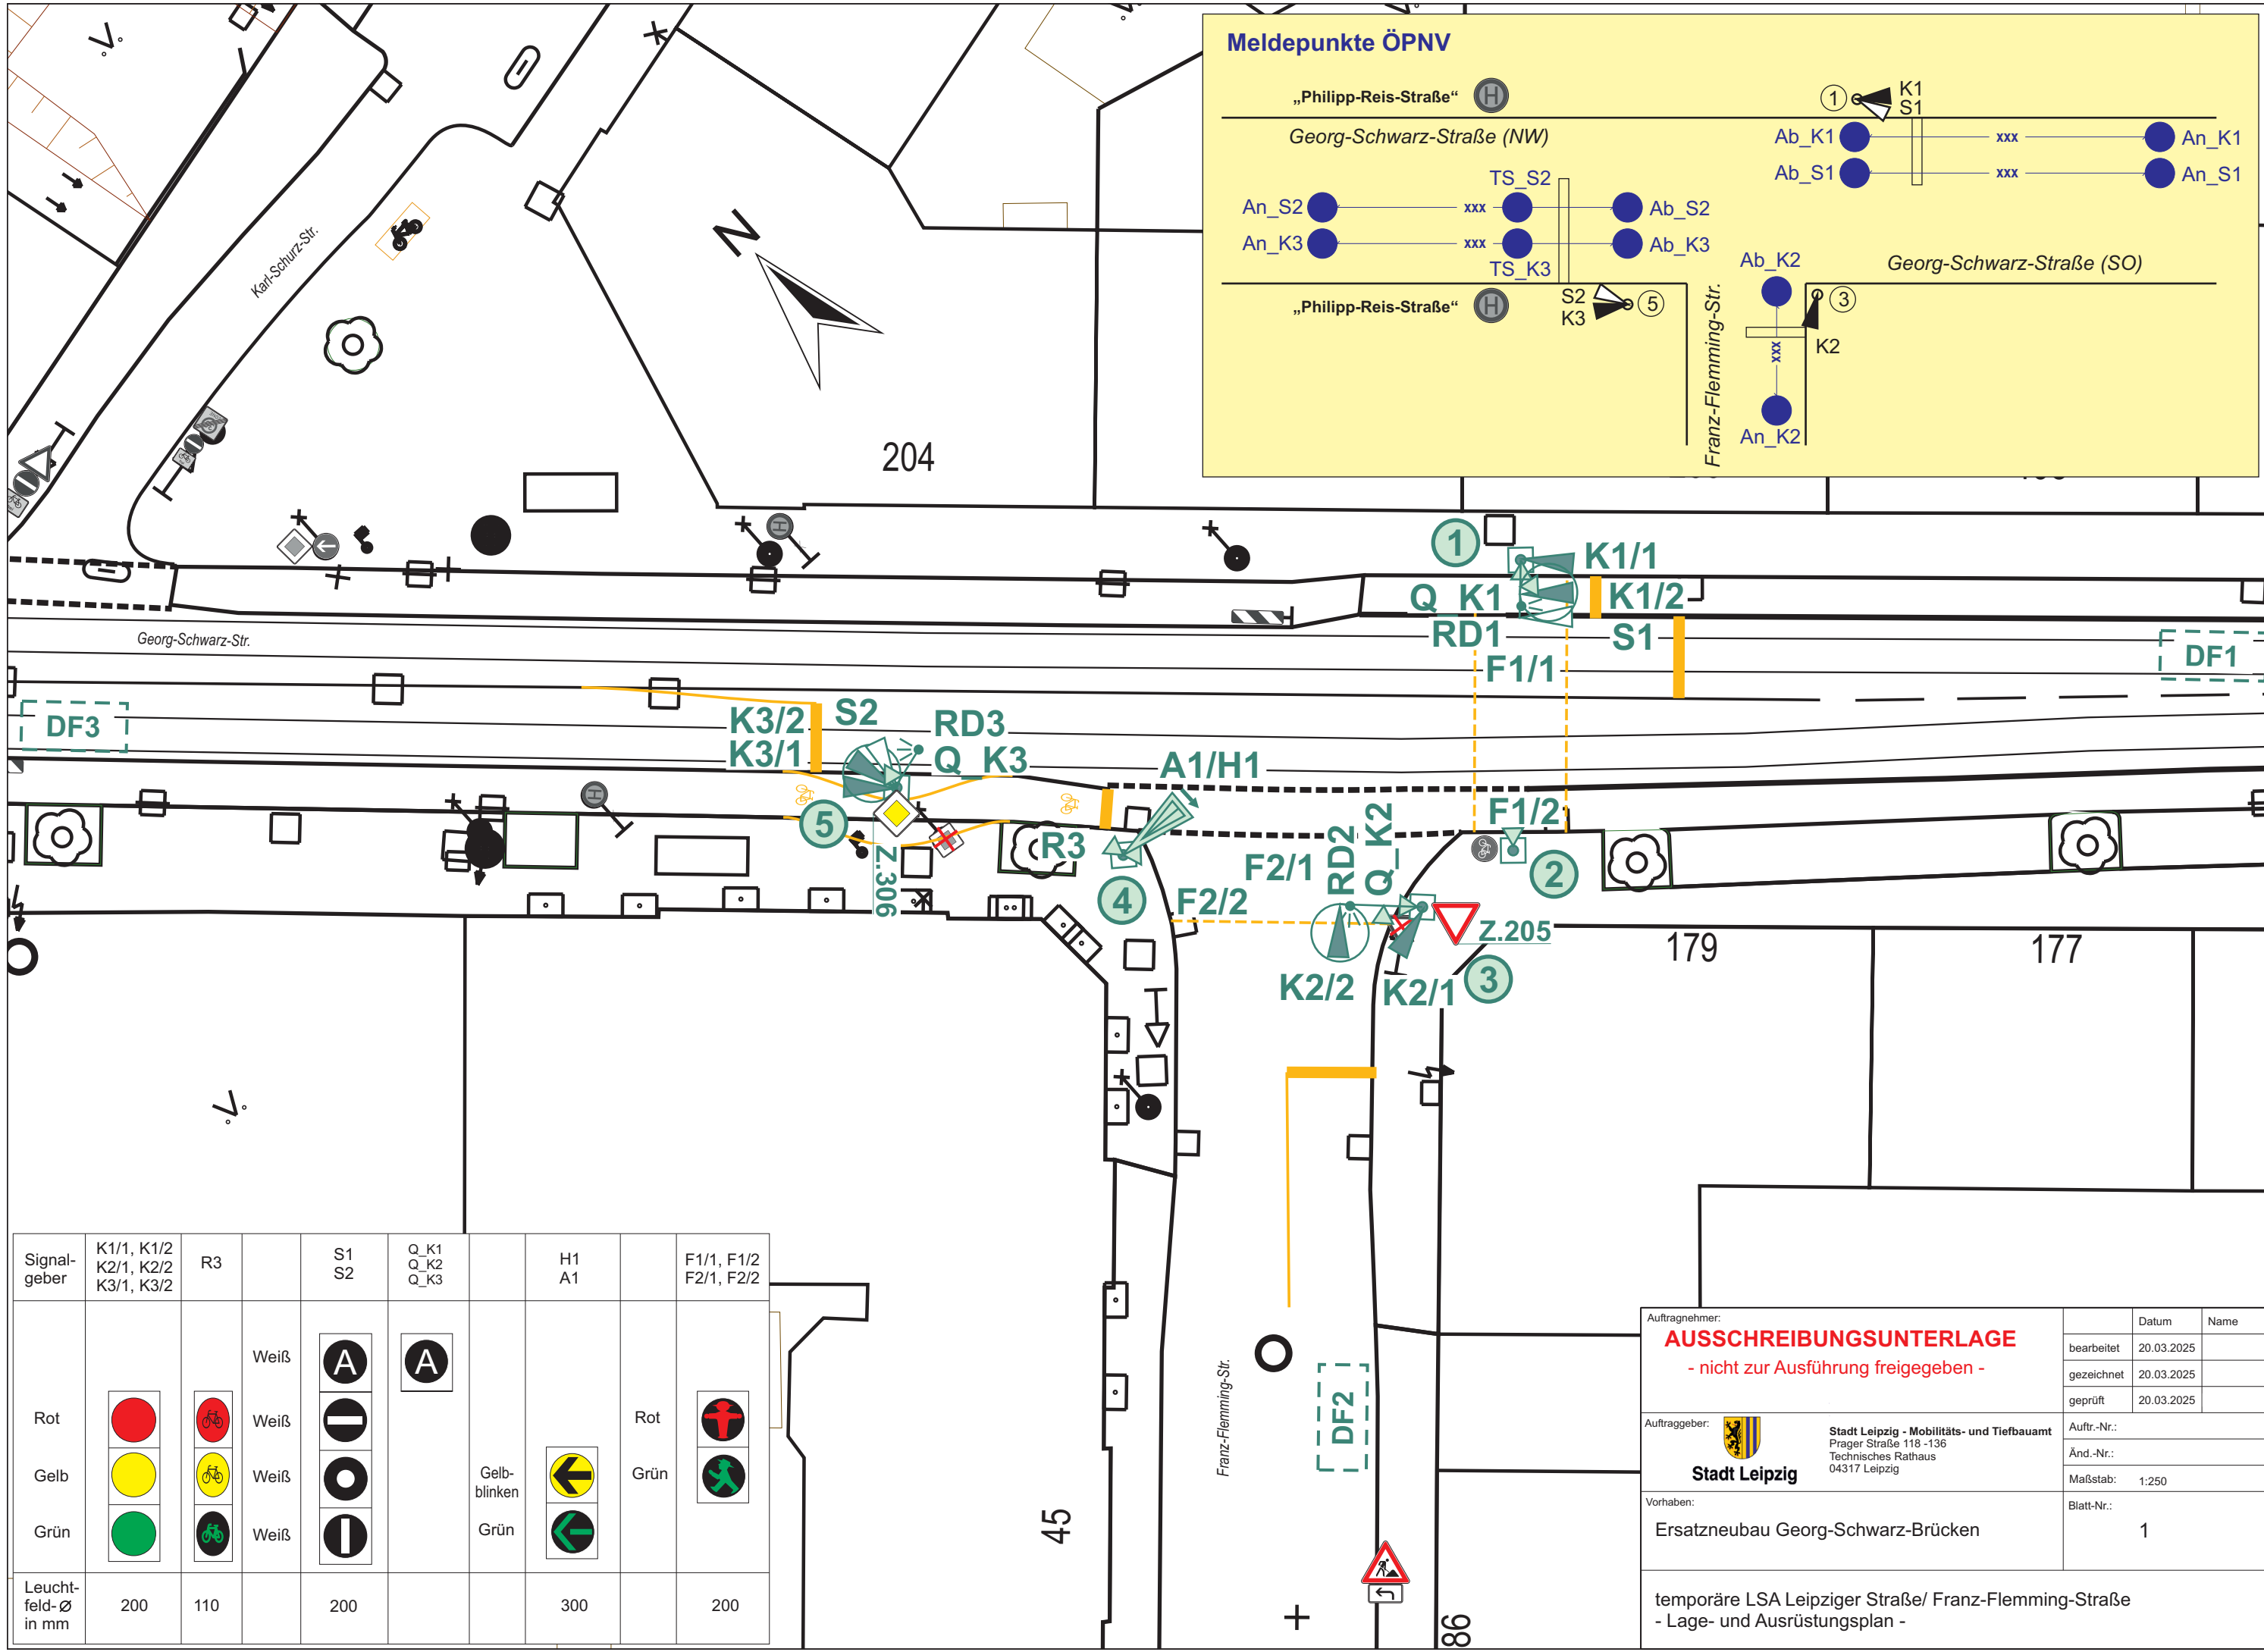 Meldepunkte ÖPNV
„Philipp-Reis-Straße“ H
Georg-Schwarz-Straße (NW)
1
K1
S1
Ab_K1
xxx
An_K1
Ab_S1
xxx
An_S1
TS_S2
An_S2
xxx
Ab_S2
An_K3
xxx
Ab_K3
TS_K3
„Philipp-Reis-Straße“ H
S2
K3
5
Franz-Flemming-Str.
Ab_K2
Georg-Schwarz-Straße (SO)
3
xxx
K2
An_K2
N
Karl-Schurz-Str.
204
H
Georg-Schwarz-Str.
1
K1/1
Q_K1
K1/2
RD1
S1
F1/1
DF1
DF3
K3/2
S2
K3/1
RD3
Q_K3
A1/H1
H
5
Z.306
R3
4
F1/2
2
F2/1
RD2
Q_K2
F2/2
Z.205
3
K2/2
K2/1
179
177
Franz-Flemming-Str.
DF2
45
86
Signal-
geber
K1/1, K1/2
K2/1, K2/2
K3/1, K3/2
R3
S1
S2
Q_K1
Q_K2
Q_K3
H1
A1
F1/1, F1/2
F2/1, F2/2
Weiß
A
A
Rot
Weiß
Rot
Gelb
Weiß
Gelb-
blinken
Grün
Grün
Weiß
Grün
Leucht-
feld-Ø
in mm
200
110
200
300
200
Auftragnehmer:
AUSSCHREIBUNGSUNTERLAGE
- nicht zur Ausführung freigegeben -
Datum
Name
bearbeitet
20.03.2025
gezeichnet
20.03.2025
geprüft
20.03.2025
Auftraggeber:
Stadt Leipzig
Stadt Leipzig - Mobilitäts- und Tiefbauamt
Prager Straße 118 -136
Technisches Rathaus
04317 Leipzig
Auftr.-Nr.:
Änd.-Nr.:
Maßstab:
1:250
Vorhaben:
Ersatzneubau Georg-Schwarz-Brücken
Blatt-Nr.:
1
temporäre LSA Leipziger Straße/ Franz-Flemming-Straße
- Lage- und Ausrüstungsplan -